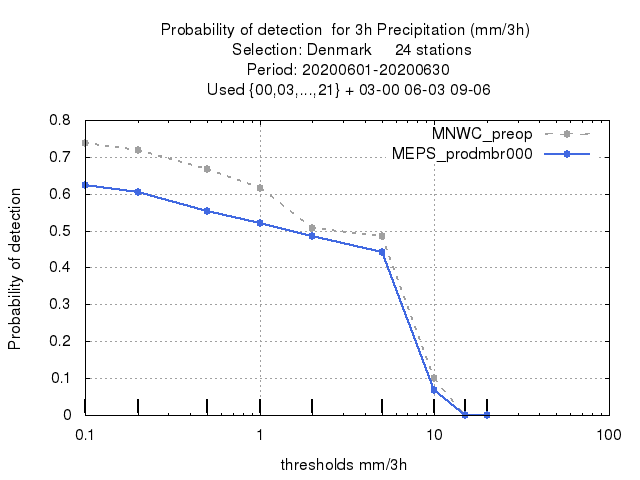 Probability of detection  for 3h Precipitation (mm/3h)
Selection: Denmark     24 stations
Period: 20200601-20200630
Used {00,03,...,21} + 03-00 06-03 09-06
MNWC_preop
MEPS_prodmbr000
Probability of detection
0.8
0.7
0.6
0.5
0.4
0.3
0.2
0.1
0
0.1 1 10 100
thresholds mm/3h